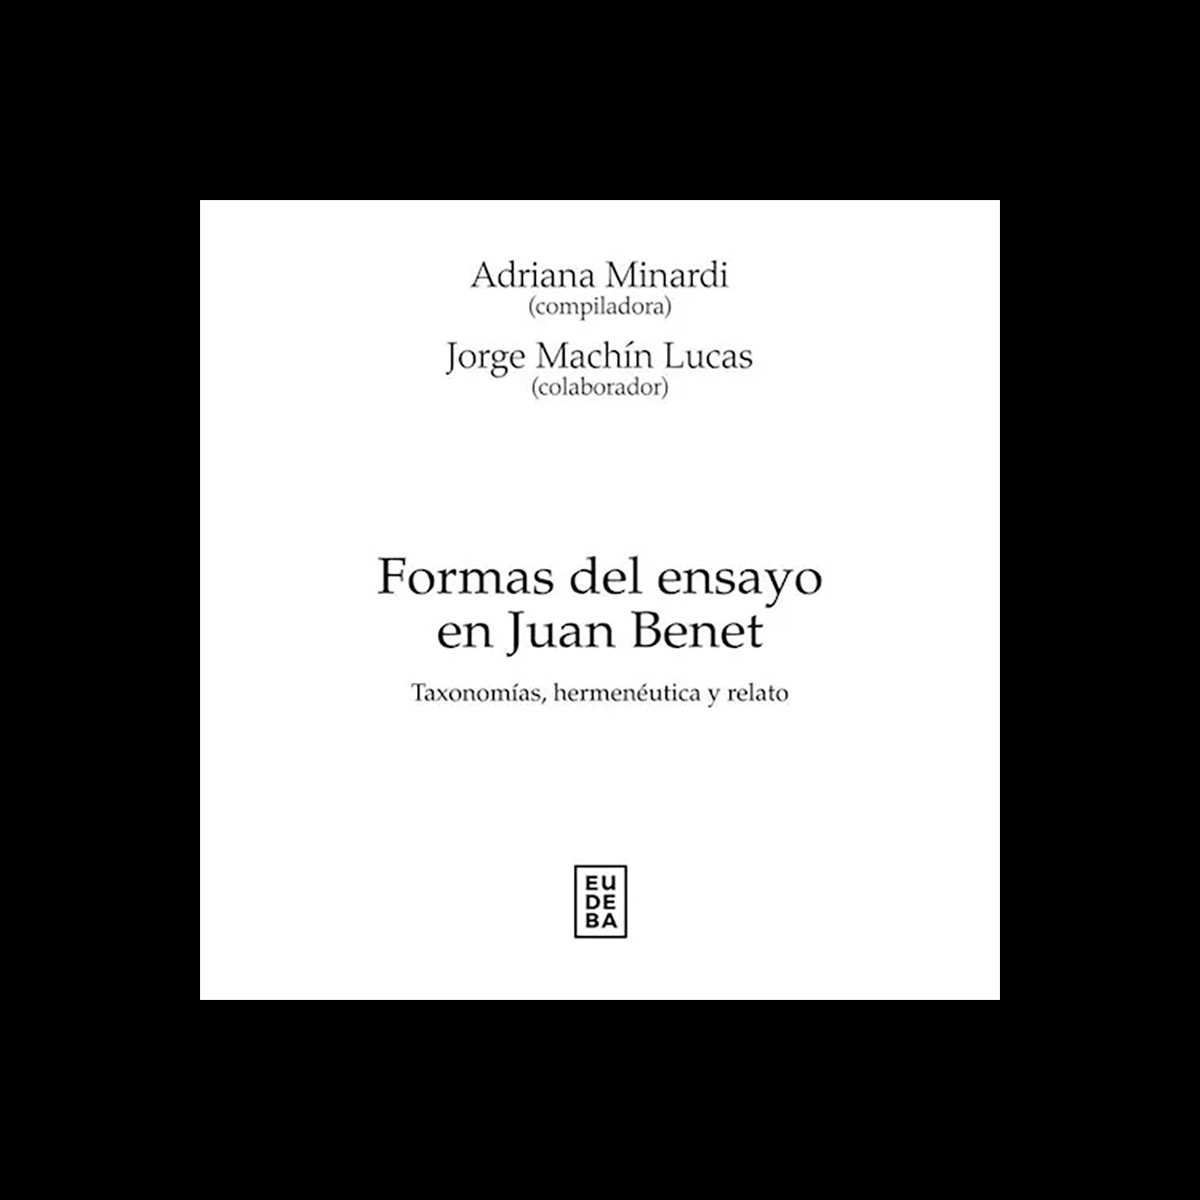 Adriana Minardi
(compiladora)
Jorge Machín Lucas
(colaborador)
Formas del ensayo
en Juan Benet
Taxonomías, hermenéutica y relato
EU
DE
BA